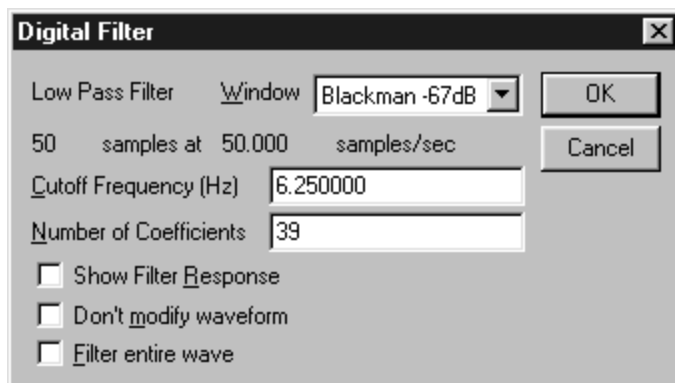 Digital Filter
Low Pass Filter Window Blackman -67dB OK
50 samples at 50.000 samples/sec Cancel
Cutoff Frequency (Hz) 6.250000
Number of Coefficients 39
Show Filter Response
Don't modify waveform
Filter entire wave